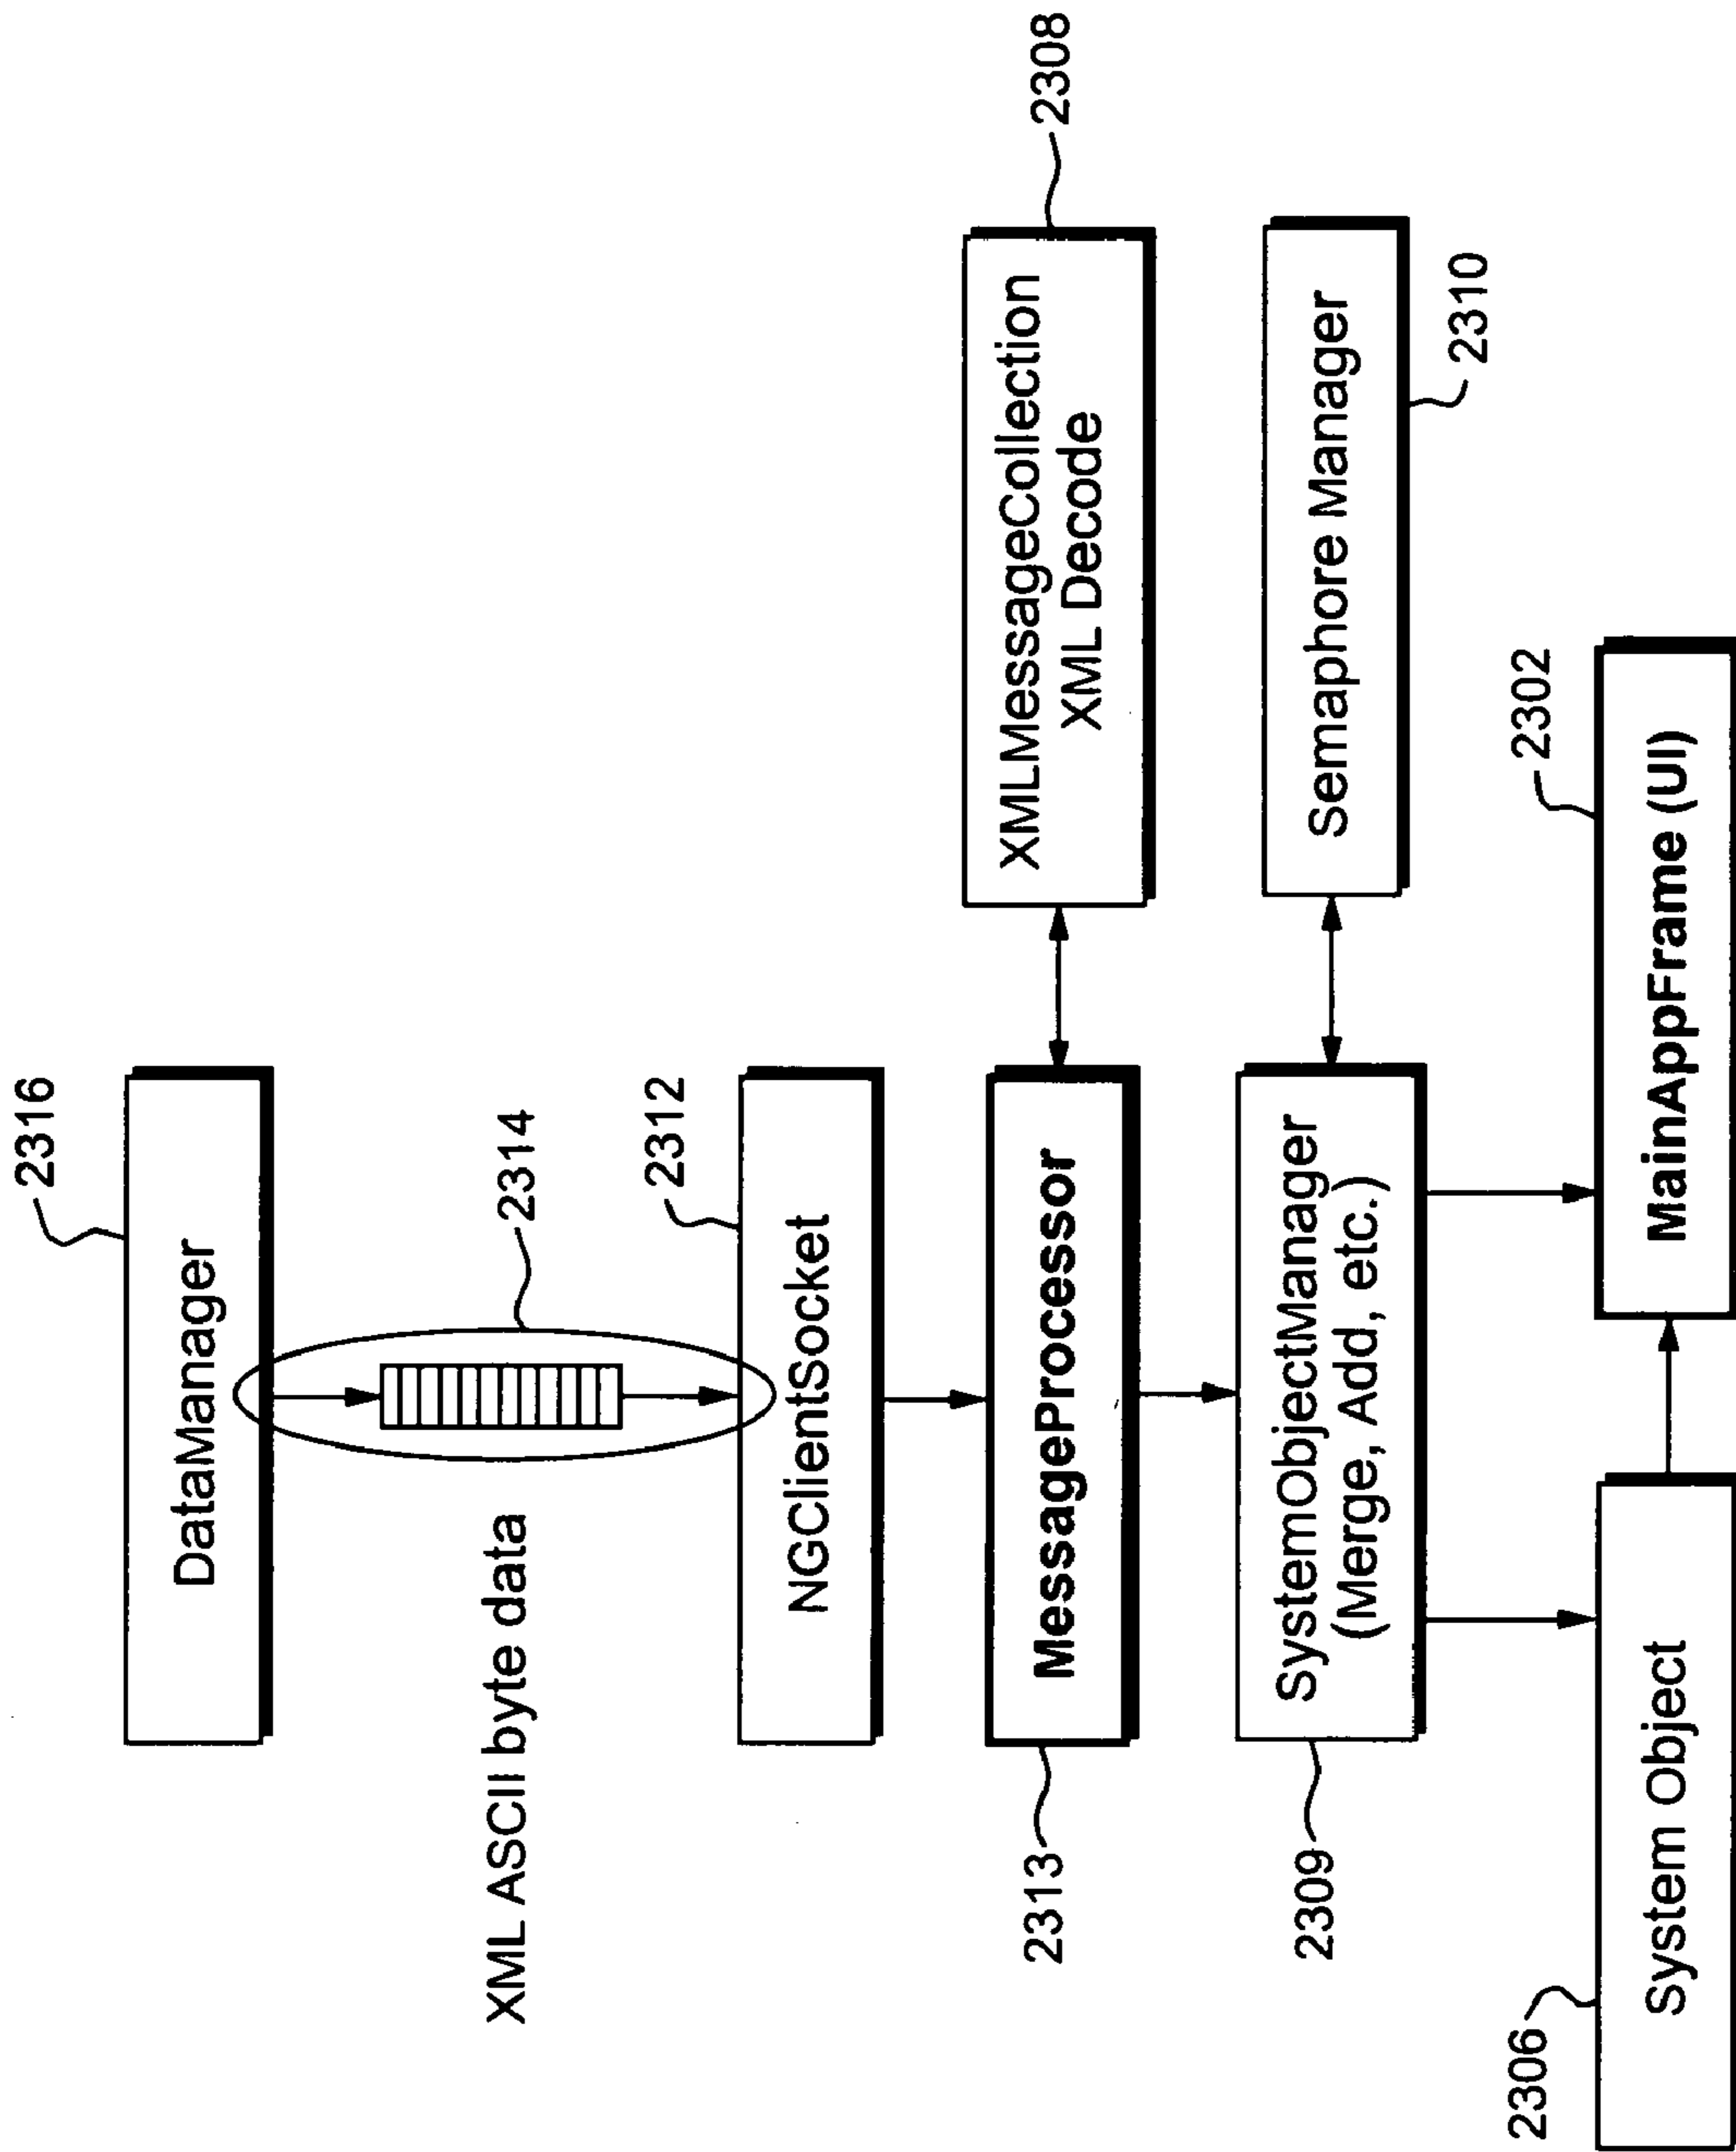 2316
DataManager
XML ASCII byte data
2314
2312
NGClientSocket
2313
MessageProcessor
XMLMessageCollection
XML Decode
2308
2309
SystemObjectManager
(Merge, Add, etc.)
Semaphore Manager
2310
2306
System Object
2302
MainAppFrame (UI)